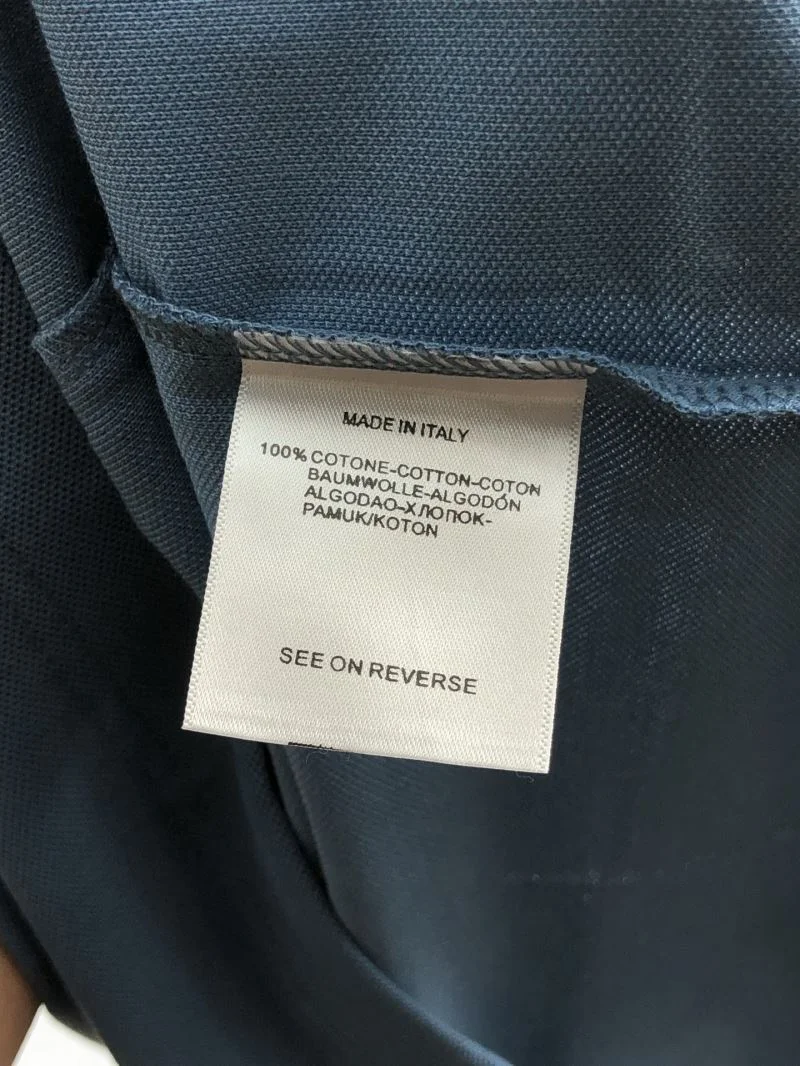 MADE IN ITALY
100% COTONE-COTTON-COTON
BAUMWOLLE-ALGODÓN
ALGODAO-ХЛОПОК-
PAMUK/KOTON
SEE ON REVERSE